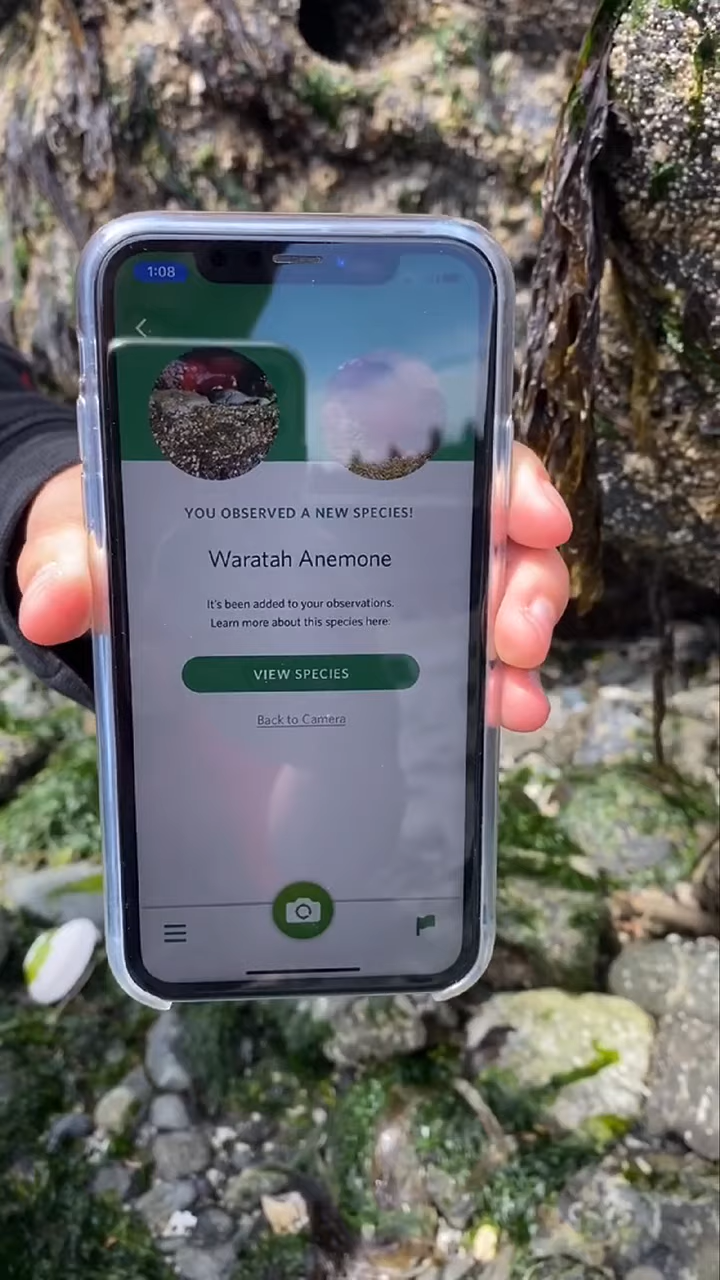 1:08
YOU OBSERVED A NEW SPECIES!
Waratah Anemone
It's been added to your observations.
Learn more about this species here:
VIEW SPECIES
Back to Camera